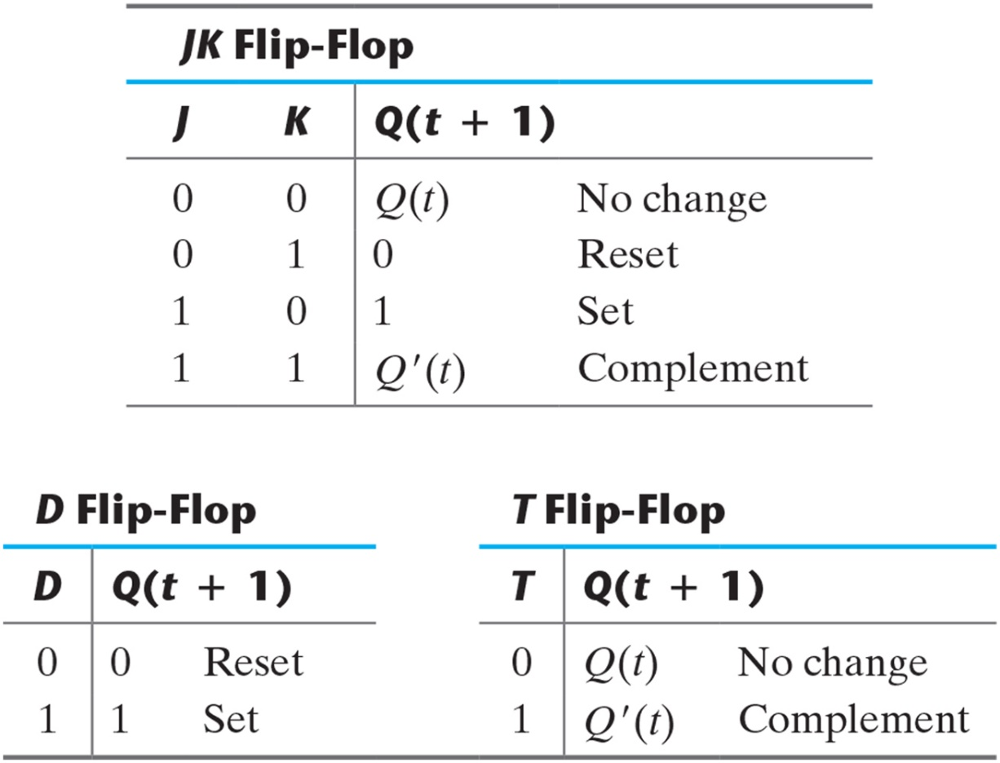 JK Flip-Flop
J K Q(t + 1)
0 0 Q(t) No change
0 1 0 Reset
1 0 1 Set
1 1 Q′(t) Complement
D Flip-Flop
D Q(t + 1)
0 0 Reset
1 1 Set
T Flip-Flop
T Q(t + 1)
0 Q(t) No change
1 Q′(t) Complement